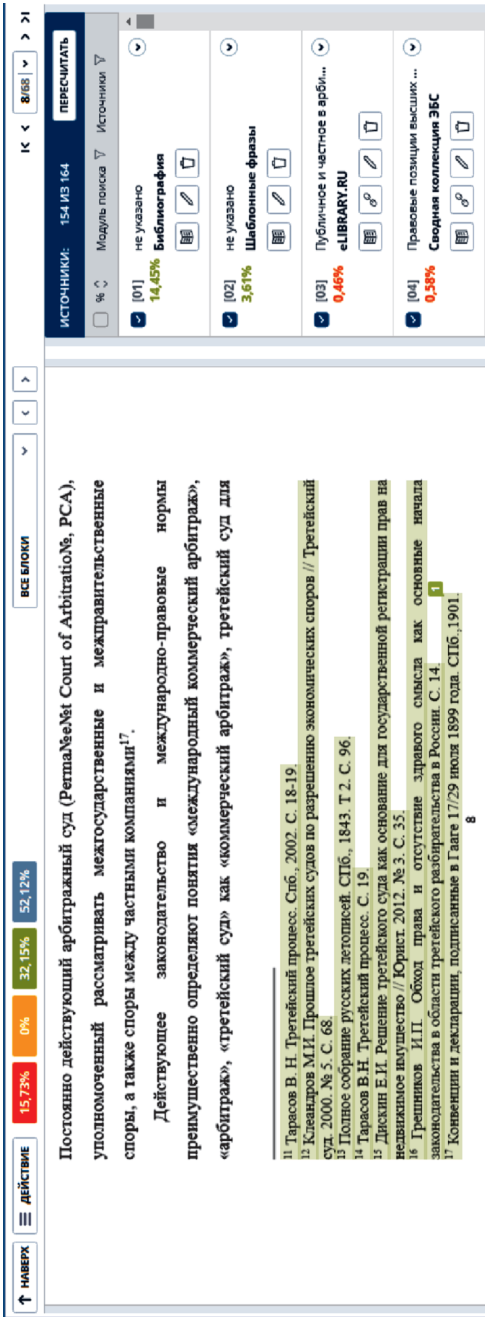 ↑ НАВЕРХ
☰ ДЕЙСТВИЕ
15,73%
0%
32,15%
52,12%
ВСЕ БЛОКИ
8/68
Постоянно действующий арбитражный суд (Perma№e№t Court of Arbitratio№, PCA),
уполномоченный рассматривать межгосударственные и межправительственные
споры, а также споры между частными компаниями17.
Действующее законодательство и международно-правовые нормы
преимущественно определяют понятия «международный коммерческий арбитраж»,
«арбитраж», «третейский суд» как «коммерческий арбитраж», третейский суд для
11 Тарасов В. Н. Третейский процесс. Спб., 2002. С. 18-19.
12 Клеандров М.И. Прошлое третейских судов по разрешению экономических споров // Третейский
суд. 2000. № 5. С. 68.
13 Полное собрание русских летописей. СПб., 1843. Т 2. С. 96.
14 Тарасов В.Н. Третейский процесс. С. 19.
15 Дискин Е.И. Решение третейского суда как основание для государственной регистрации прав на
недвижимое имущество // Юрист. 2012. № 3. С. 35.
16 Грешников И.П. Обход права и отсутствие здравого смысла как основные начала
законодательства в области третейского разбирательства в России. С. 14. 1
17 Конвенции и декларации, подписанные в Гааге 17/29 июля 1899 года. СПб.,1901.
8
ИСТОЧНИКИ: 154 ИЗ 164 ПЕРЕСЧИТАТЬ
% Модуль поиска Источники
[01] не указано
14,45% Библиография
[02] не указано
3,61% Шаблонные фразы
[03] Публичное и частное в арби...
0,46% eLIBRARY.RU
[04] Правовые позиции высших ...
0,58% Сводная коллекция ЭБС